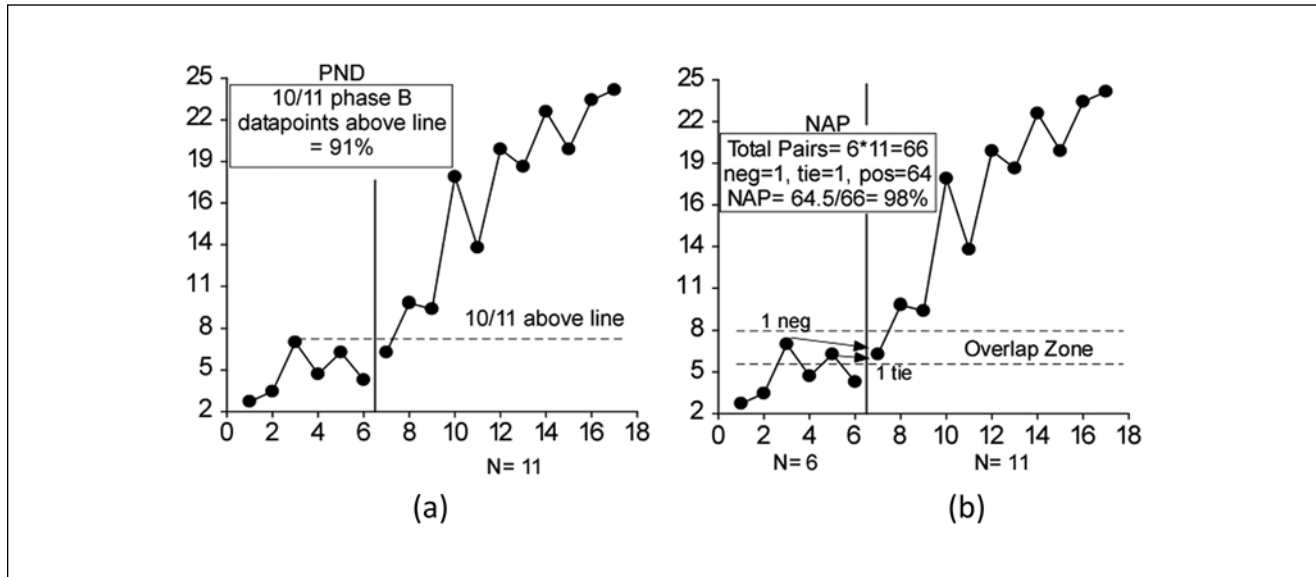 PND
10/11 phase B
datapoints above line
= 91%
25
22
19
16
14
11
8
5
2
10/11 above line
0 2 4 6 8 10 12 14 16 18
N= 11
(a)
NAP
Total Pairs= 6*11=66
neg=1, tie=1, pos=64
NAP= 64.5/66= 98%
25
22
19
16
14
11
8
5
2
1 neg
Overlap Zone
1 tie
0 2 4 6 8 10 12 14 16 18
N= 6 N= 11
(b)